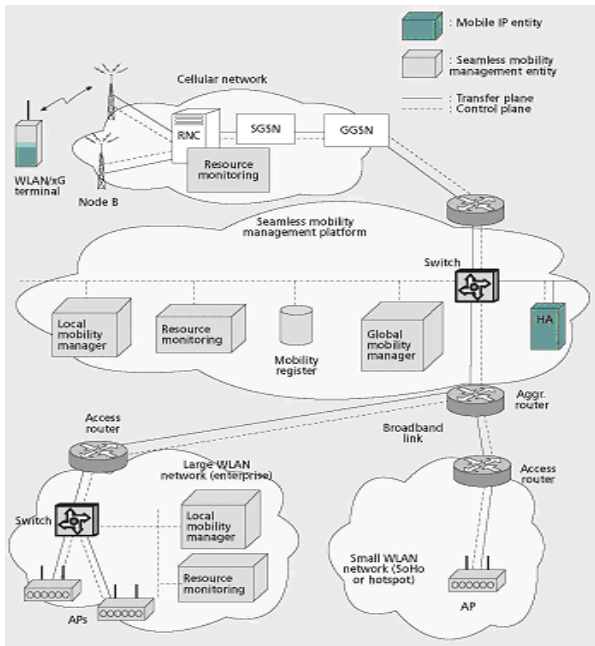 : Mobile IP entity
: Seamless mobility
management entity
: Transfer plane
: Control plane
Cellular network
RNC
SGSN
GGSN
Resource
monitoring
WLAN/xG
terminal
Node B
Seamless mobility
management platform
Switch
Local
mobility
manager
Resource
monitoring
Mobility
register
Global
mobility
manager
HA
Aggr.
router
Access
router
Broadband
link
Access
router
Large WLAN
network (enterprise)
Switch
Local
mobility
manager
Resource
monitoring
APs
Small WLAN
network (SoHo
or hotspot)
AP